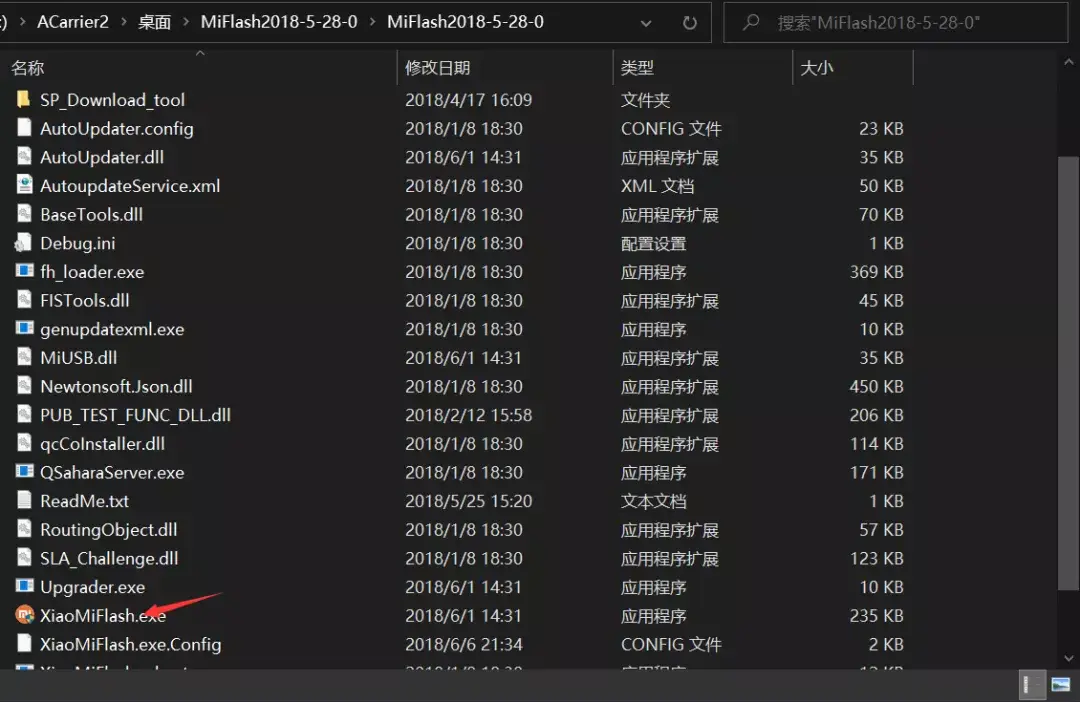 :) > ACarrier2 > 桌面 > MiFlash2018-5-28-0 > MiFlash2018-5-28-0 搜索"MiFlash2018-5-28-0"
名称 修改日期 类型 大小
SP_Download_tool 2018/4/17 16:09 文件夹
AutoUpdater.config 2018/1/8 18:30 CONFIG 文件 23 KB
AutoUpdater.dll 2018/6/1 14:31 应用程序扩展 35 KB
AutoupdateService.xml 2018/1/8 18:30 XML 文档 50 KB
BaseTools.dll 2018/1/8 18:30 应用程序扩展 70 KB
Debug.ini 2018/1/8 18:30 配置设置 1 KB
fh_loader.exe 2018/1/8 18:30 应用程序 369 KB
FISTools.dll 2018/1/8 18:30 应用程序扩展 45 KB
genupdatexml.exe 2018/1/8 18:30 应用程序 10 KB
MiUSB.dll 2018/6/1 14:31 应用程序扩展 35 KB
Newtonsoft.Json.dll 2018/1/8 18:30 应用程序扩展 450 KB
PUB_TEST_FUNC_DLL.dll 2018/2/12 15:58 应用程序扩展 206 KB
qcCoInstaller.dll 2018/1/8 18:30 应用程序扩展 114 KB
QSaharaServer.exe 2018/1/8 18:30 应用程序 171 KB
ReadMe.txt 2018/5/25 15:20 文本文档 1 KB
RoutingObject.dll 2018/1/8 18:30 应用程序扩展 57 KB
SLA_Challenge.dll 2018/1/8 18:30 应用程序扩展 123 KB
Upgrader.exe 2018/6/1 14:31 应用程序 10 KB
XiaoMiFlash.exe 2018/6/1 14:31 应用程序 235 KB
XiaoMiFlash.exe.Config 2018/6/6 21:34 CONFIG 文件 2 KB